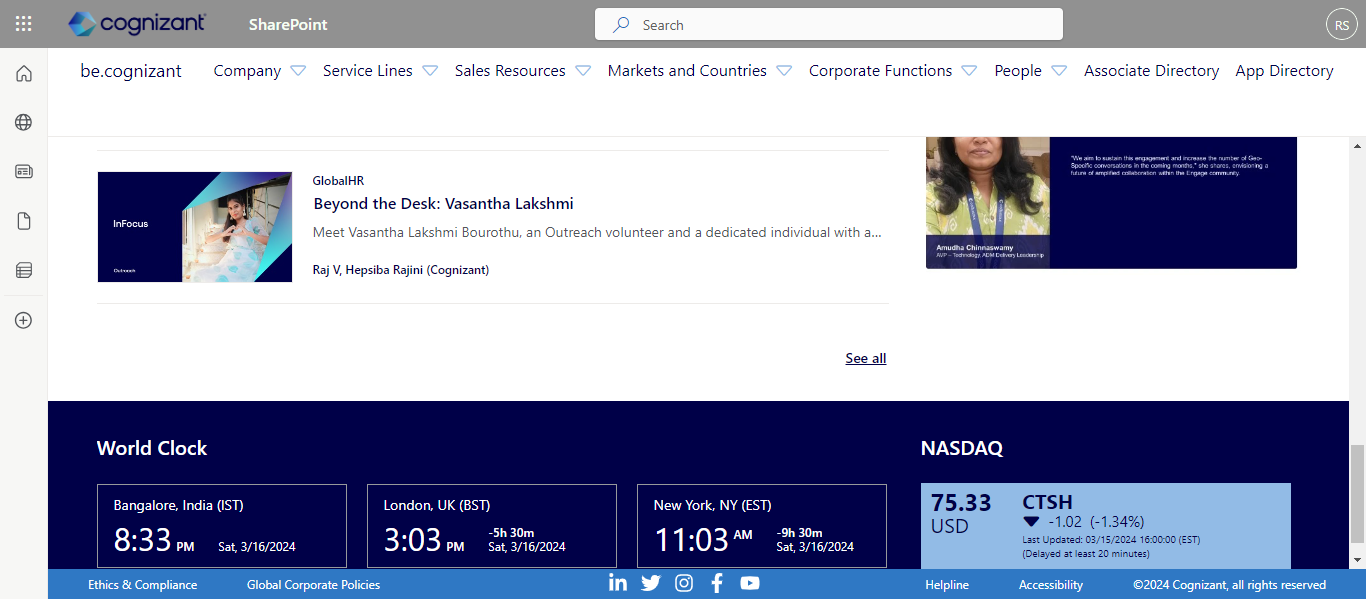 cognizant
SharePoint
Search
RS
be.cognizant
Company
Service Lines
Sales Resources
Markets and Countries
Corporate Functions
People
Associate Directory
App Directory
"We aim to sustain this engagement and increase the number of Geo-
Specific conversations in the coming months," she shares, envisioning a
future of amplified collaboration within the Engage community.
Amudha Chinnaswamy
AVP – Technology, ADM Delivery Leadership
InFocus
Outreach
GlobalHR
Beyond the Desk: Vasantha Lakshmi
Meet Vasantha Lakshmi Bourothu, an Outreach volunteer and a dedicated individual with a...
Raj V, Hepsiba Rajini (Cognizant)
See all
World Clock
Bangalore, India (IST)
8:33 PM
Sat, 3/16/2024
London, UK (BST)
3:03 PM
-5h 30m
Sat, 3/16/2024
New York, NY (EST)
11:03 AM
-9h 30m
Sat, 3/16/2024
NASDAQ
75.33
USD
CTSH
-1.02 (-1.34%)
Last Updated: 03/15/2024 16:00:00 (EST)
(Delayed at least 20 minutes)
Ethics & Compliance
Global Corporate Policies
Helpline
Accessibility
©2024 Cognizant, all rights reserved